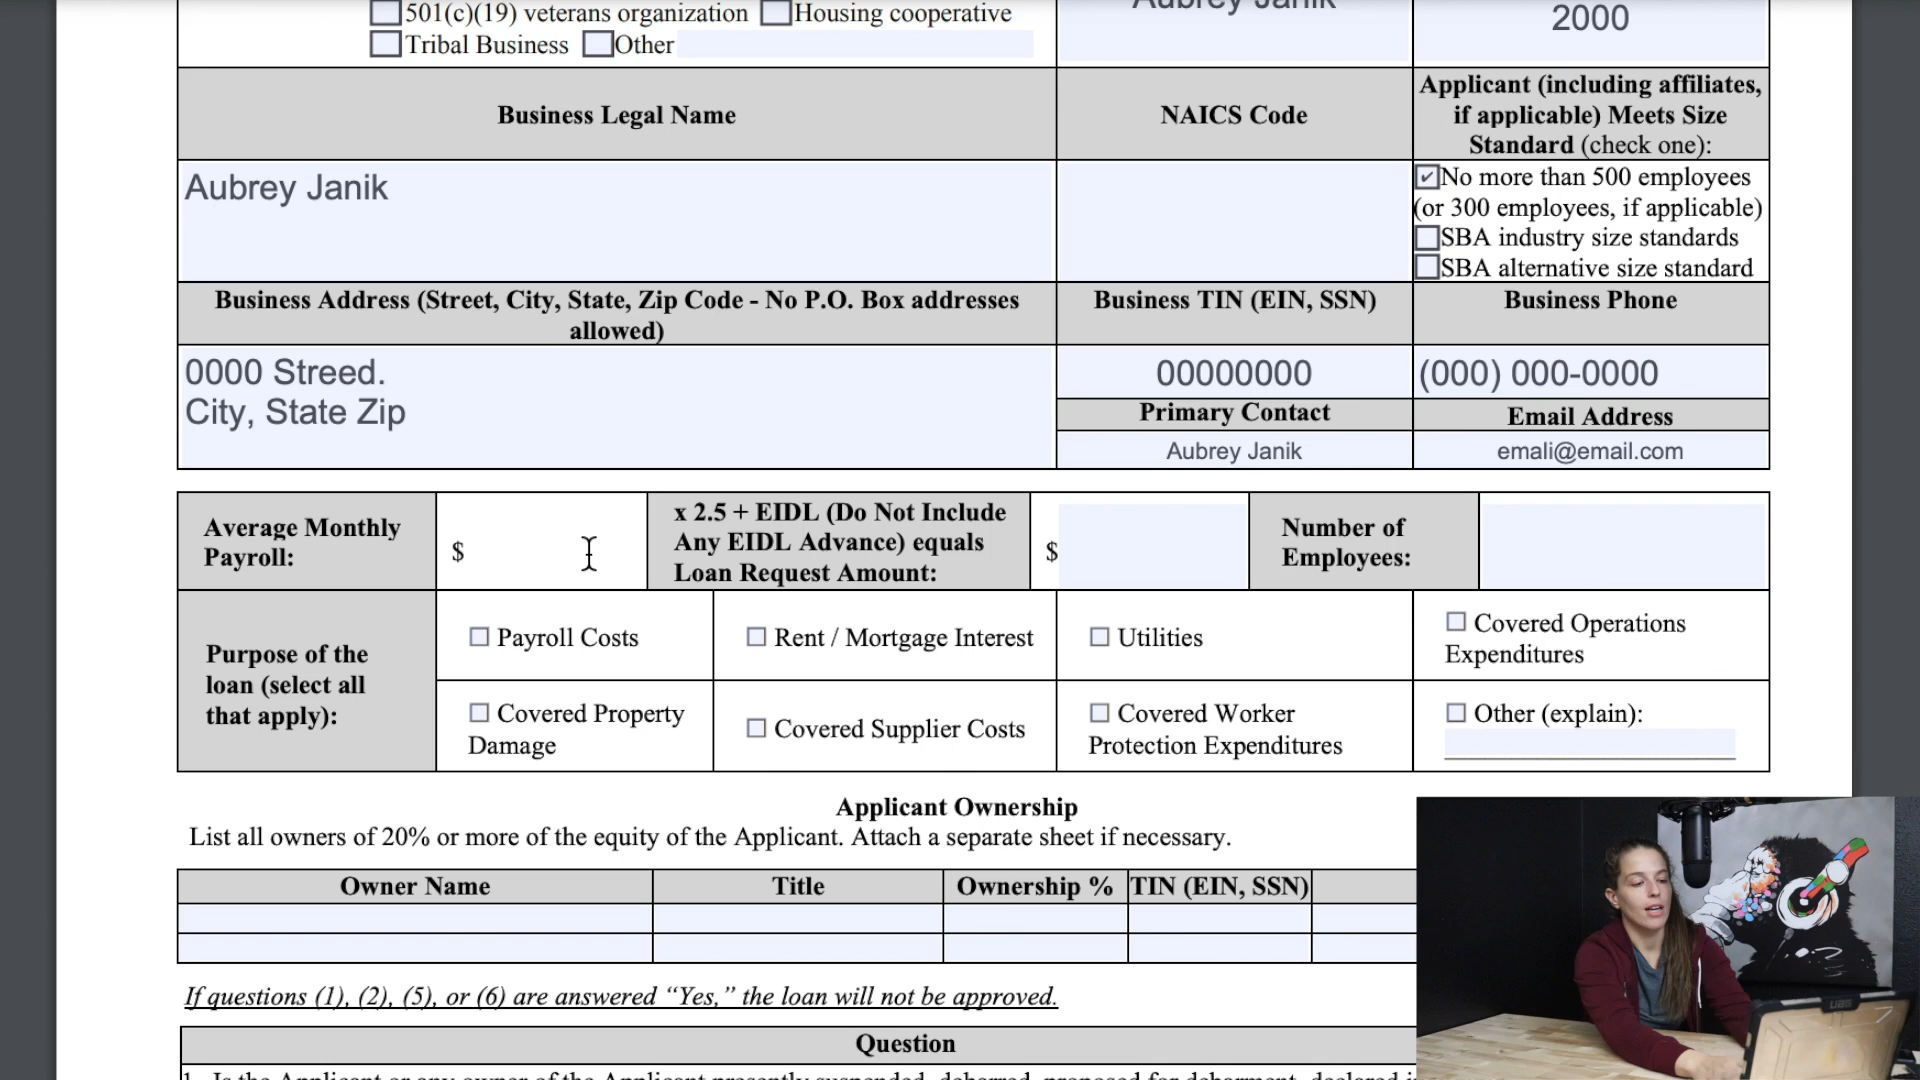 501(c)(19) veterans organization Housing cooperative
Aubrey Janik
2000
Tribal Business Other
Business Legal Name
NAICS Code
Applicant (including affiliates,
if applicable) Meets Size
Standard (check one):
Aubrey Janik
No more than 500 employees
(or 300 employees, if applicable)
SBA industry size standards
SBA alternative size standard
Business Address (Street, City, State, Zip Code - No P.O. Box addresses
allowed)
Business TIN (EIN, SSN)
Business Phone
0000 Streed.
City, State Zip
00000000
(000) 000-0000
Primary Contact
Email Address
Aubrey Janik
emali@email.com
Average Monthly
Payroll:
$
x 2.5 + EIDL (Do Not Include
Any EIDL Advance) equals
Loan Request Amount:
$
Number of
Employees:
Purpose of the
loan (select all
that apply):
Payroll Costs
Rent / Mortgage Interest
Utilities
Covered Operations
Expenditures
Covered Property
Damage
Covered Supplier Costs
Covered Worker
Protection Expenditures
Other (explain):
Applicant Ownership
List all owners of 20% or more of the equity of the Applicant. Attach a separate sheet if necessary.
Owner Name
Title
Ownership %
TIN (EIN, SSN)
If questions (1), (2), (5), or (6) are answered “Yes,” the loan will not be approved.
Question